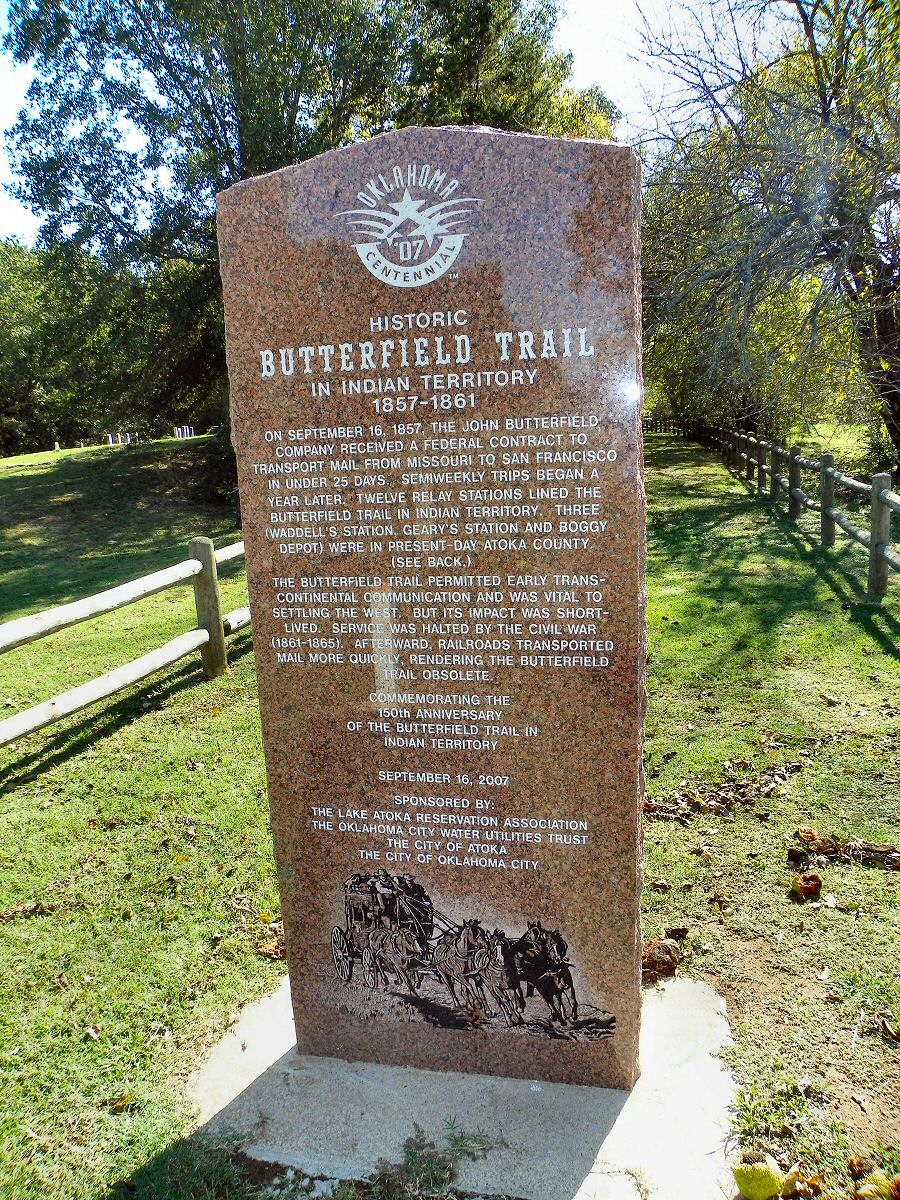 OKLAHOMA
'07
CENTENNIAL™
HISTORIC
BUTTERFIELD TRAIL
IN INDIAN TERRITORY
1857-1861
ON SEPTEMBER 16, 1857, THE JOHN BUTTERFIELD
COMPANY RECEIVED A FEDERAL CONTRACT TO
TRANSPORT MAIL FROM MISSOURI TO SAN FRANCISCO
IN UNDER 25 DAYS. SEMIWEEKLY TRIPS BEGAN A
YEAR LATER. TWELVE RELAY STATIONS LINED THE
BUTTERFIELD TRAIL IN INDIAN TERRITORY. THREE
(WADDELL'S STATION, GEARY'S STATION AND BOGGY
DEPOT) WERE IN PRESENT-DAY ATOKA COUNTY.
(SEE BACK.)
THE BUTTERFIELD TRAIL PERMITTED EARLY TRANS-
CONTINENTAL COMMUNICATION AND WAS VITAL TO
SETTLING THE WEST. BUT ITS IMPACT WAS SHORT-
LIVED. SERVICE WAS HALTED BY THE CIVIL WAR
(1861-1865). AFTERWARD, RAILROADS TRANSPORTED
MAIL MORE QUICKLY, RENDERING THE BUTTERFIELD
TRAIL OBSOLETE.
COMMEMORATING THE
150th ANNIVERSARY
OF THE BUTTERFIELD TRAIL IN
INDIAN TERRITORY
SEPTEMBER 16, 2007
SPONSORED BY:
THE LAKE ATOKA RESERVATION ASSOCIATION
THE OKLAHOMA CITY WATER UTILITIES TRUST
THE CITY OF ATOKA
THE CITY OF OKLAHOMA CITY